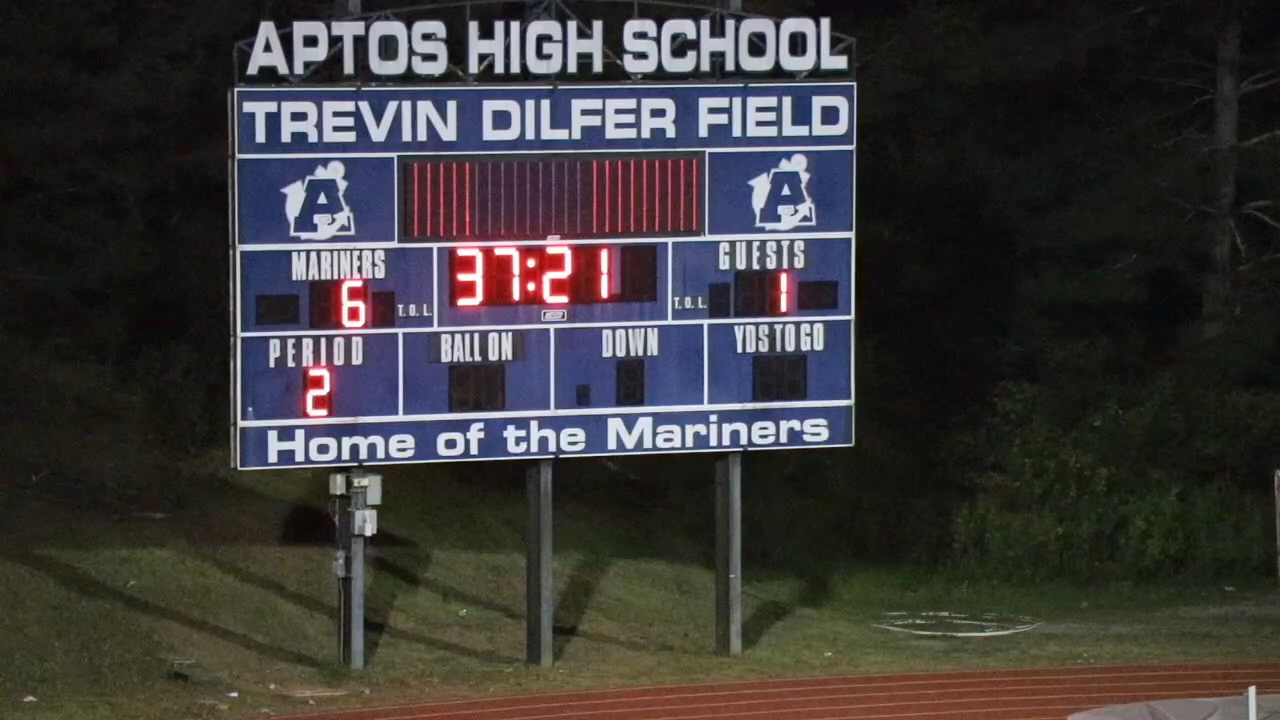 APTOS HIGH SCHOOL
TREVIN DILFER FIELD
A A
MARINERS 37:21 GUESTS
6 T.O.L. T.O.L. 1
PERIOD BALL ON DOWN YDS TO GO
2
Home of the Mariners